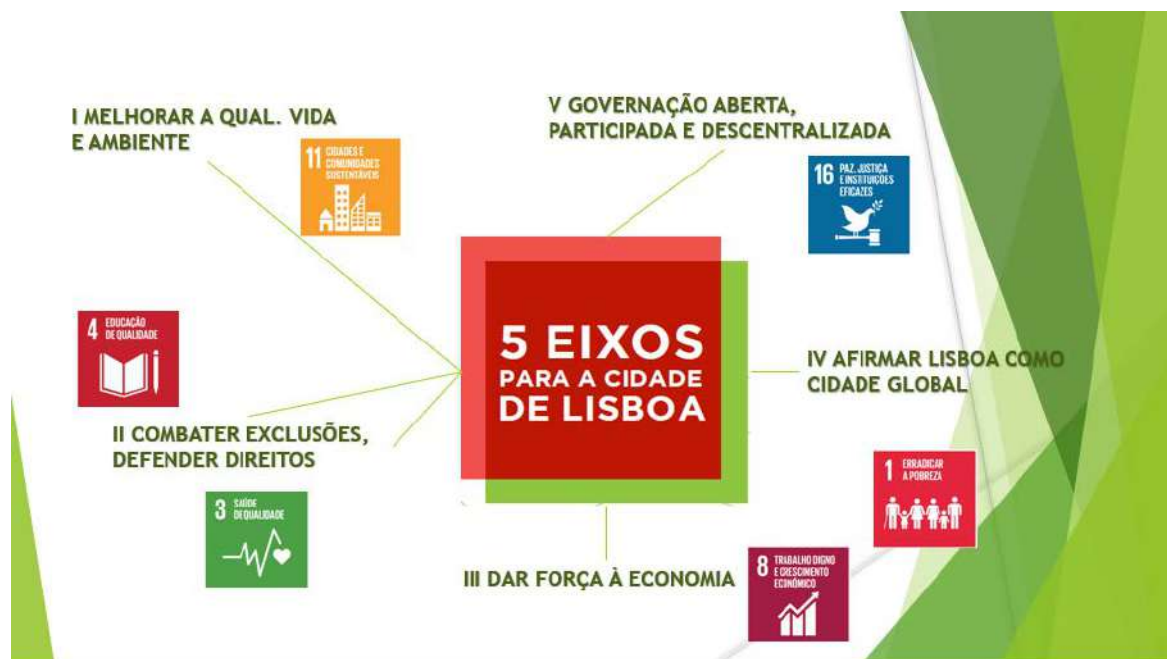 I MELHORAR A QUAL. VIDA
E AMBIENTE
11 CIDADES E
COMUNIDADES
SUSTENTÁVEIS
V GOVERNAÇÃO ABERTA,
PARTICIPADA E DESCENTRALIZADA
16 PAZ, JUSTIÇA
E INSTITUIÇÕES
EFICAZES
4 EDUCAÇÃO
DE QUALIDADE
5 EIXOS
PARA A CIDADE
DE LISBOA
IV AFIRMAR LISBOA COMO
CIDADE GLOBAL
II COMBATER EXCLUSÕES,
DEFENDER DIREITOS
1 ERRADICAR
A POBREZA
3 SAÚDE
DE QUALIDADE
III DAR FORÇA À ECONOMIA
8 TRABALHO DIGNO
E CRESCIMENTO
ECONÓMICO